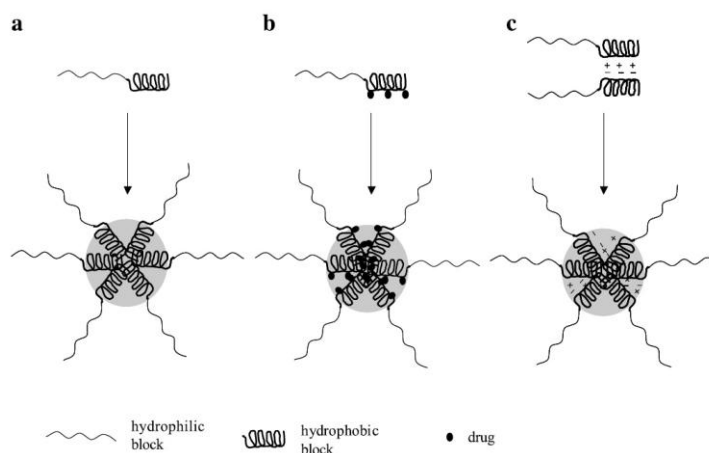 a
b
c
+ + +
– – –
hydrophilic
block
hydrophobic
block
drug